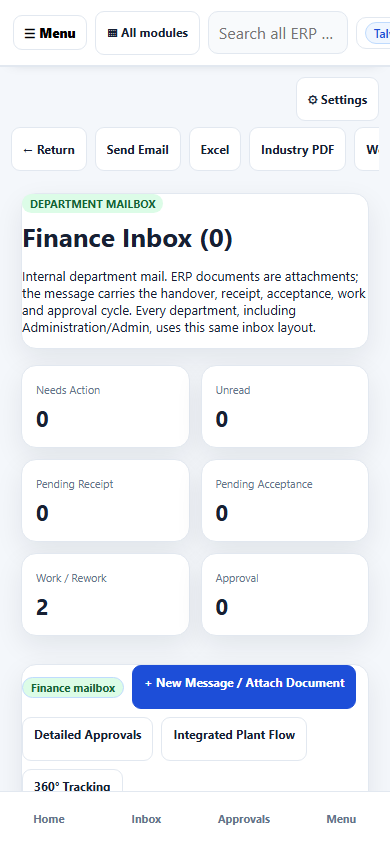 ☰ Menu
▦ All modules
Search all ERP ...
⚙ Settings
← Return
Send Email
Excel
Industry PDF
DEPARTMENT MAILBOX
Finance Inbox (0)
Internal department mail. ERP documents are attachments;
the message carries the handover, receipt, acceptance, work
and approval cycle. Every department, including
Administration/Admin, uses this same inbox layout.
Needs Action
0
Unread
0
Pending Receipt
0
Pending Acceptance
0
Work / Rework
2
Approval
0
Finance mailbox
+ New Message / Attach Document
Detailed Approvals
Integrated Plant Flow
360° Tracking
Home
Inbox
Approvals
Menu